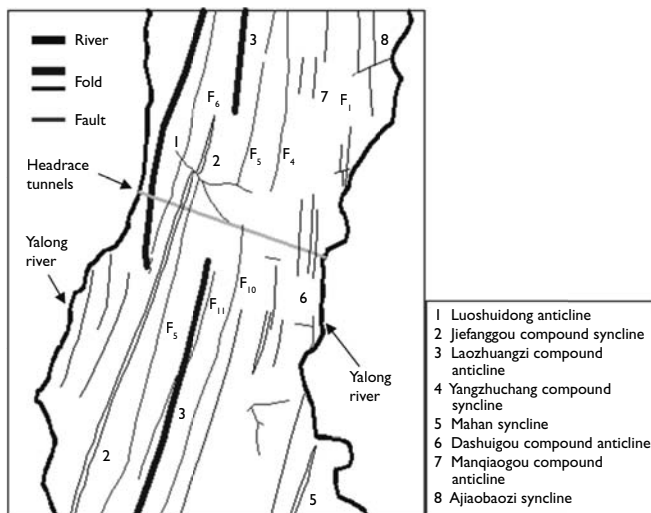 River
Fold
Fault
Headrace
tunnels
Yalong
river
Yalong
river
3
8
7
F6
F1
1
2
F5
F4
F10
F11
6
F5
3
2
5
1 Luoshuidong anticline
2 Jiefanggou compound syncline
3 Laozhuangzi compound
anticline
4 Yangzhuchang compound
syncline
5 Mahan syncline
6 Dashuigou compound anticline
7 Manqiaogou compound
anticline
8 Ajiaobaozi syncline